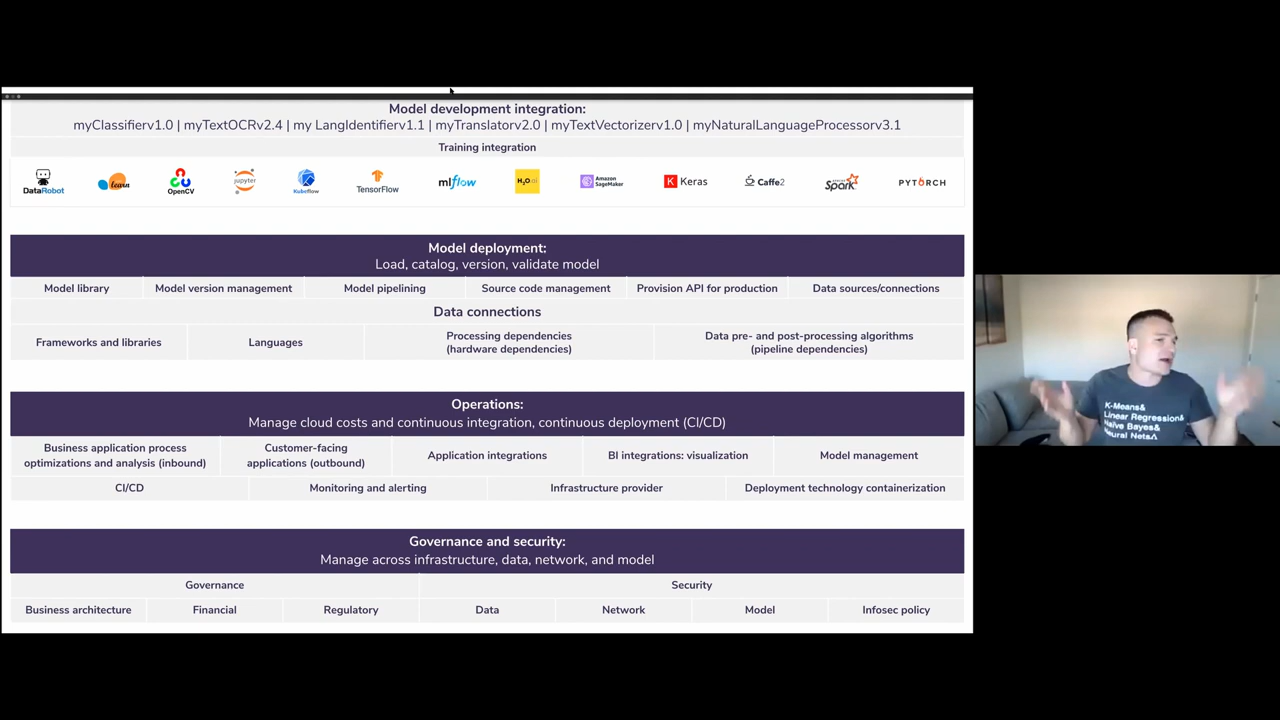 Model development integration:
myClassifierv1.0 | myTextOCRv2.4 | my LangIdentifierv1.1 | myTranslatorv2.0 | myTextVectorizerv1.0 | myNaturalLanguageProcessorv3.1
Training integration
DataRobot learn OpenCV jupyter Kubeflow TensorFlow mlflow H2O.ai Amazon SageMaker Keras Caffe2 APACHE Spark PYTORCH
Model deployment:
Load, catalog, version, validate model
Model library Model version management Model pipelining Source code management Provision API for production Data sources/connections
Data connections
Frameworks and libraries Languages Processing dependencies (hardware dependencies) Data pre- and post-processing algorithms (pipeline dependencies)
Operations:
Manage cloud costs and continuous integration, continuous deployment (CI/CD)
Business application process optimizations and analysis (inbound) Customer-facing applications (outbound) Application integrations BI integrations: visualization Model management
CI/CD Monitoring and alerting Infrastructure provider Deployment technology containerization
Governance and security:
Manage across infrastructure, data, network, and model
Governance Security
Business architecture Financial Regulatory Data Network Model Infosec policy
K-Means&
Linear Regression&
Naïve Bayes&
Neural Nets